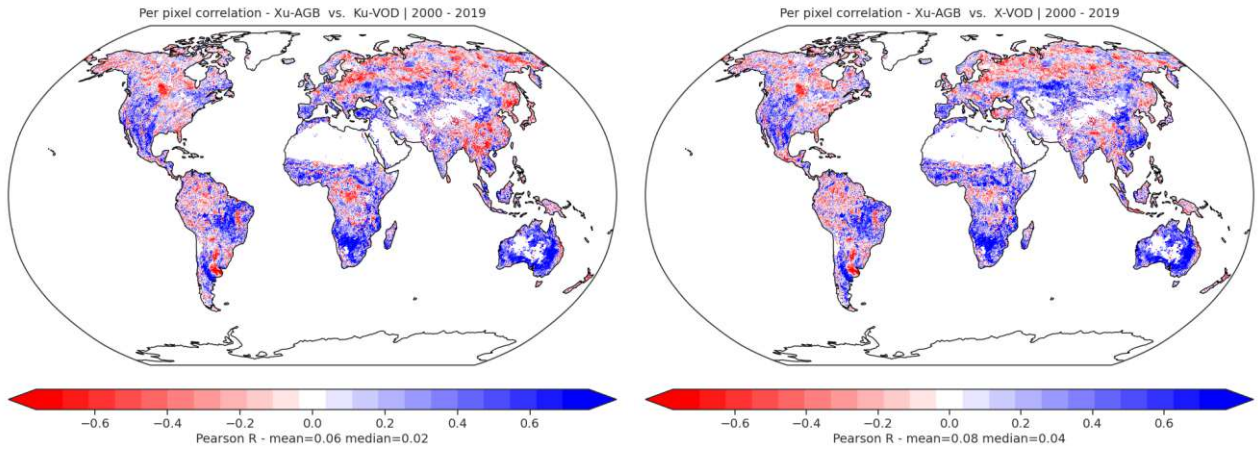 Per pixel correlation - Xu-AGB vs. Ku-VOD | 2000 - 2019
−0.6 −0.4 −0.2 0.0 0.2 0.4 0.6
Pearson R - mean=0.06 median=0.02
Per pixel correlation - Xu-AGB vs. X-VOD | 2000 - 2019
−0.6 −0.4 −0.2 0.0 0.2 0.4 0.6
Pearson R - mean=0.08 median=0.04